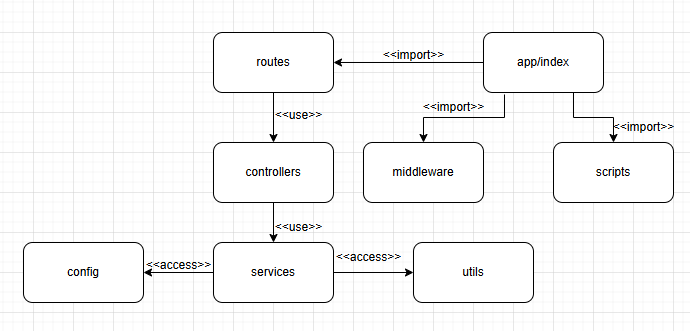 <<import>>
routes
app/index
<<import>>
<<use>>
<<import>>
controllers
middleware
scripts
<<use>>
<<access>>
<<access>>
config
services
utils